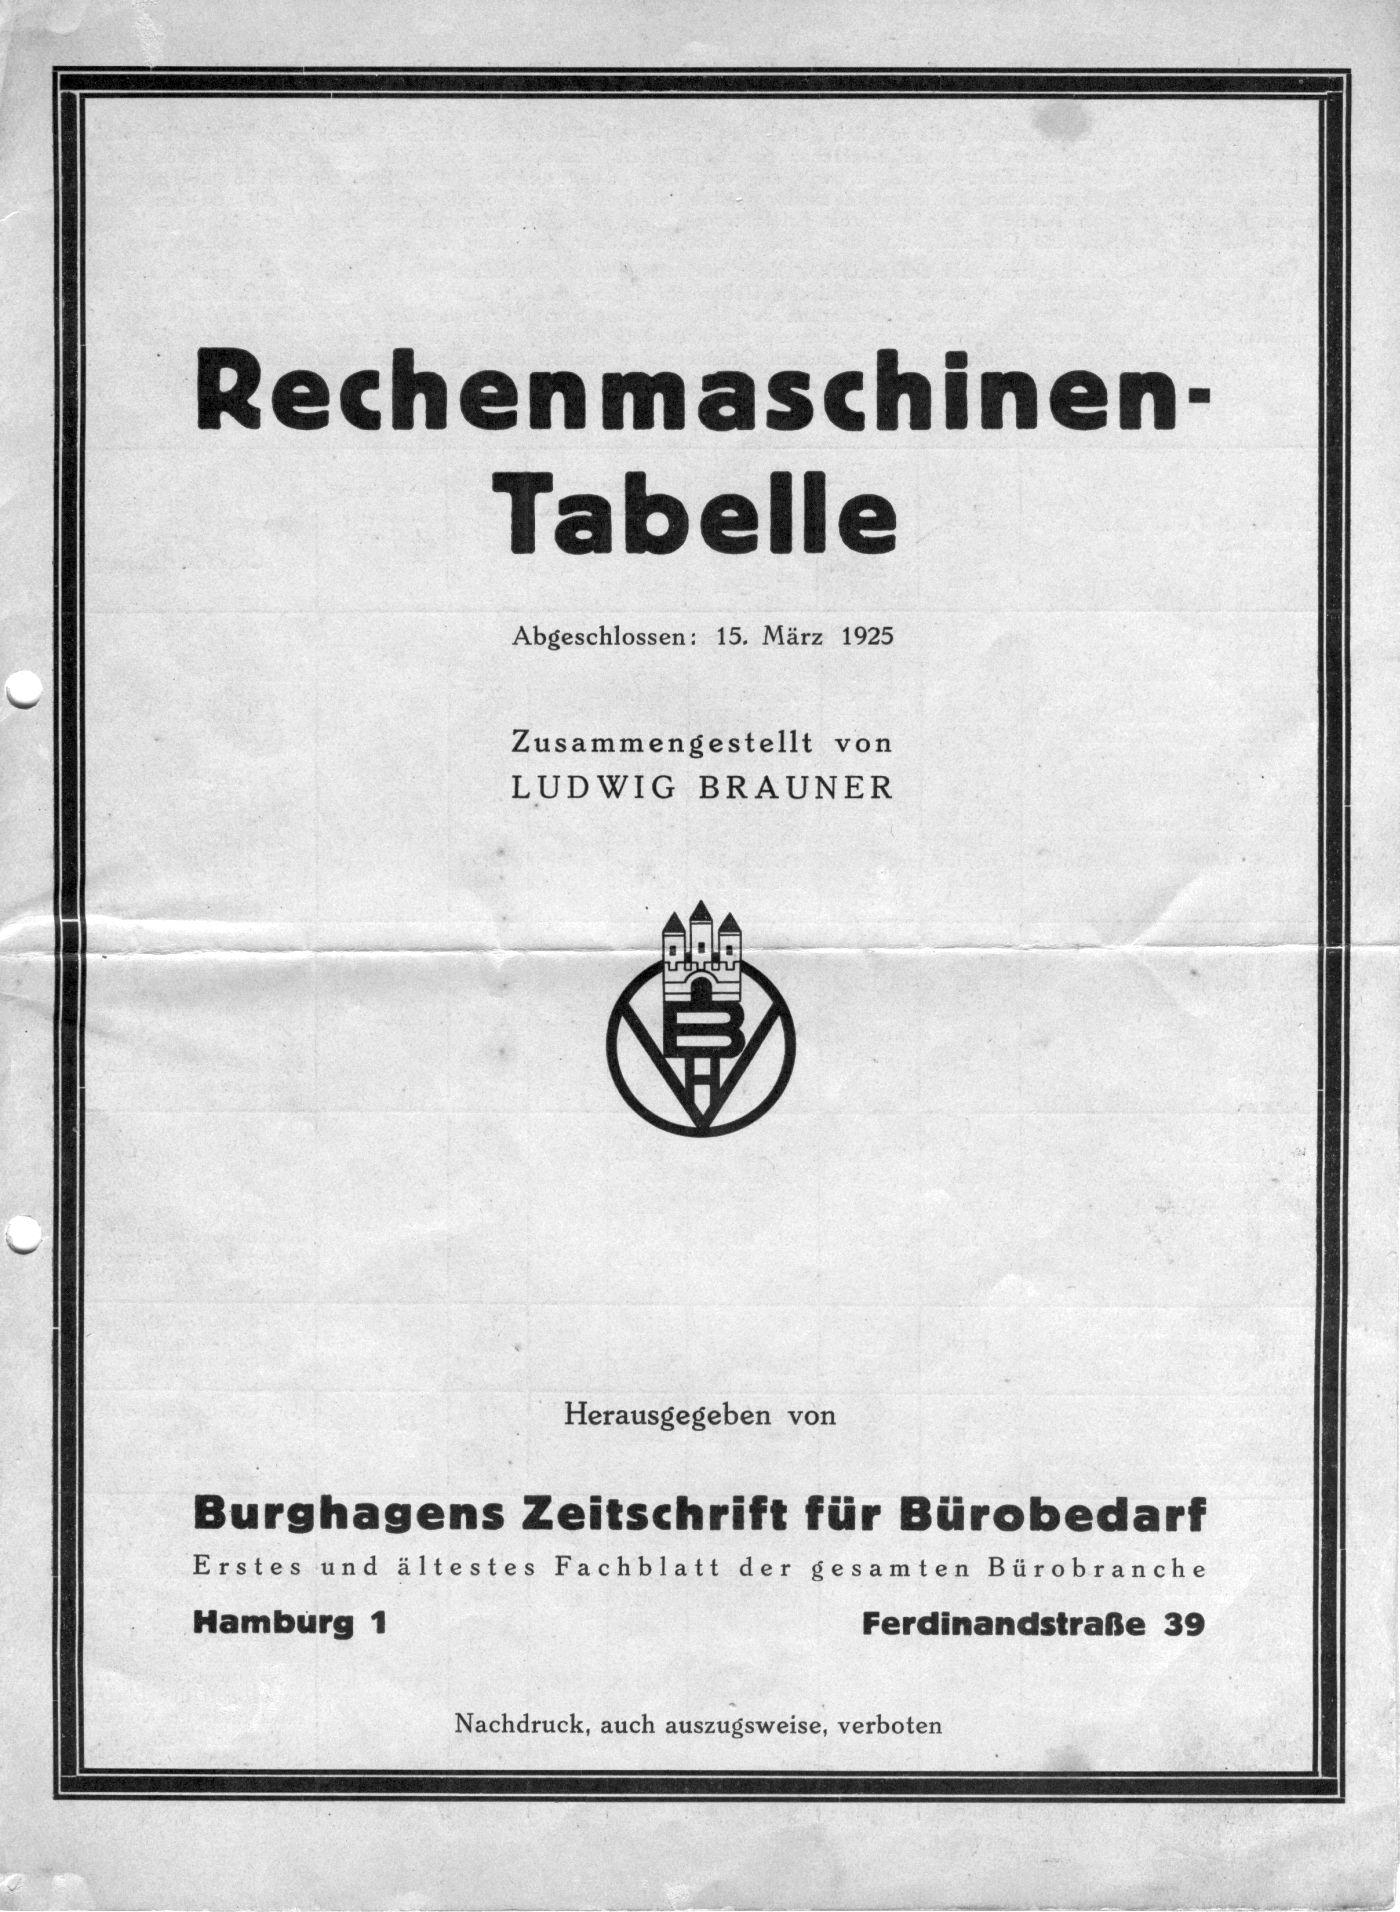 Rechenmaschinen-
Tabelle
Abgeschlossen: 15. März 1925
Zusammengestellt von
LUDWIG BRAUNER
B
H
V
Herausgegeben von
Burghagens Zeitschrift für Bürobedarf
Erstes und ältestes Fachblatt der gesamten Bürobranche
Hamburg 1 Ferdinandstraße 39
Nachdruck, auch auszugsweise, verboten